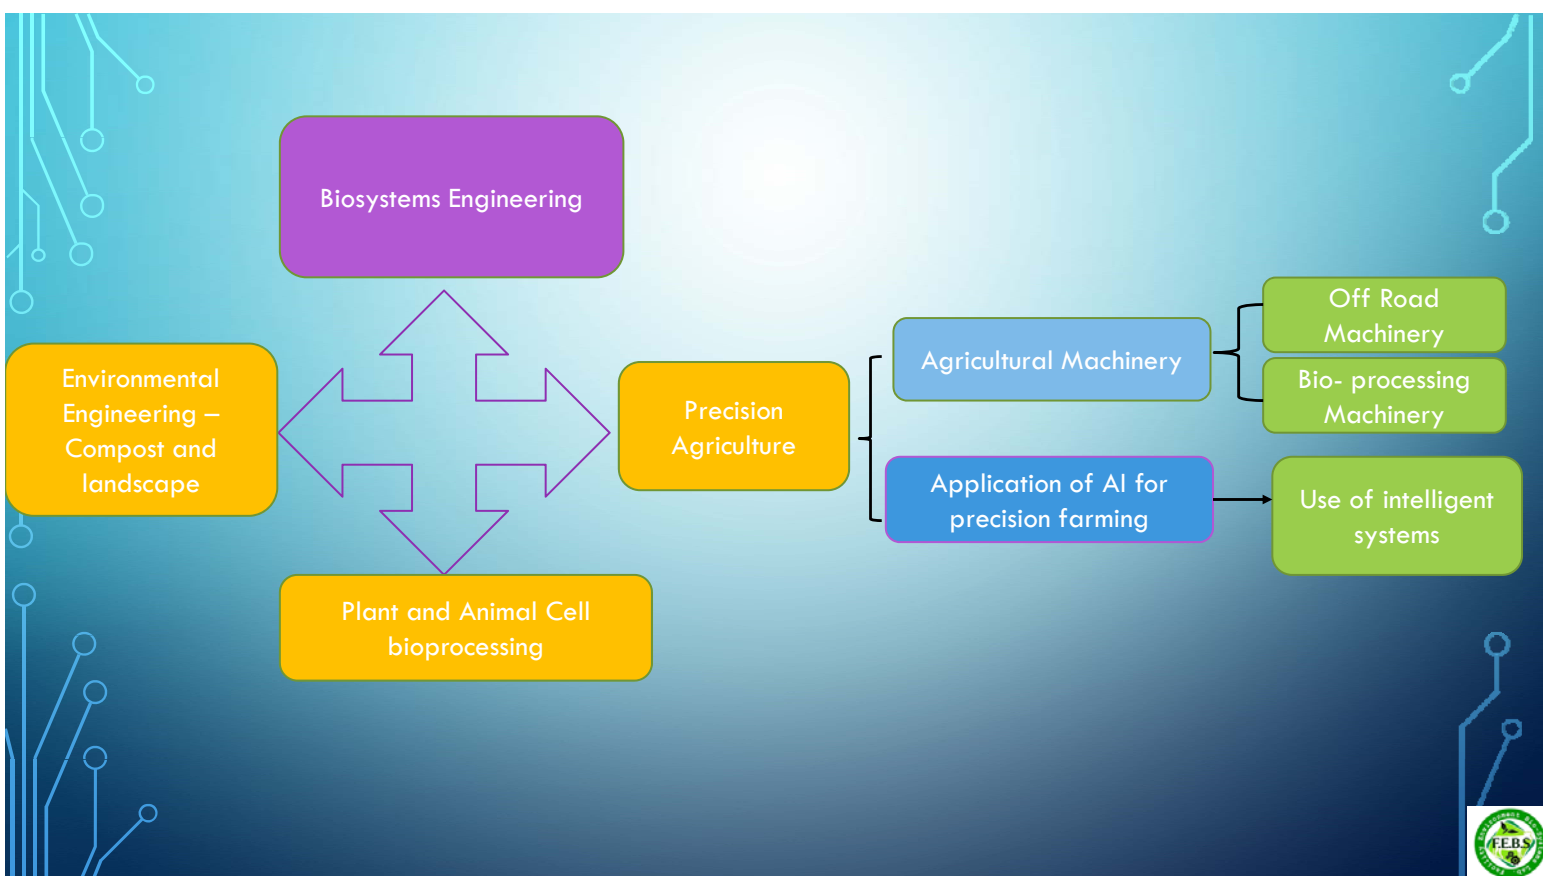 Biosystems Engineering
Environmental
Engineering –
Compost and
landscape
Precision
Agriculture
Plant and Animal Cell
bioprocessing
Agricultural Machinery
Off Road
Machinery
Bio- processing
Machinery
Application of AI for
precision farming
Use of intelligent
systems
F.E.B.S